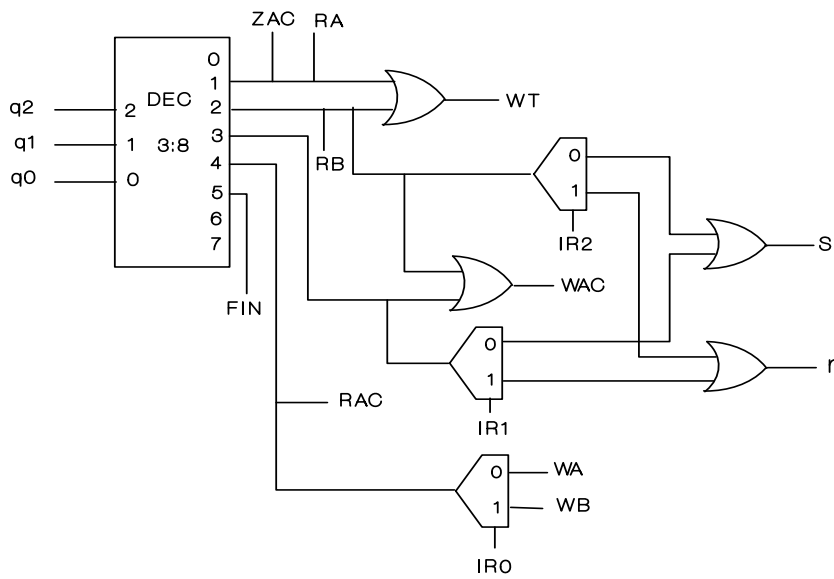 ZAC RA
0
1
DEC
q2 2 2 WT
3
q1 1 3:8 RB 0
4
q0 0 5 1
6 IR2
7 S
FIN WAC
0
r
1
RAC
IR1
0 WA
1 WB
IR0